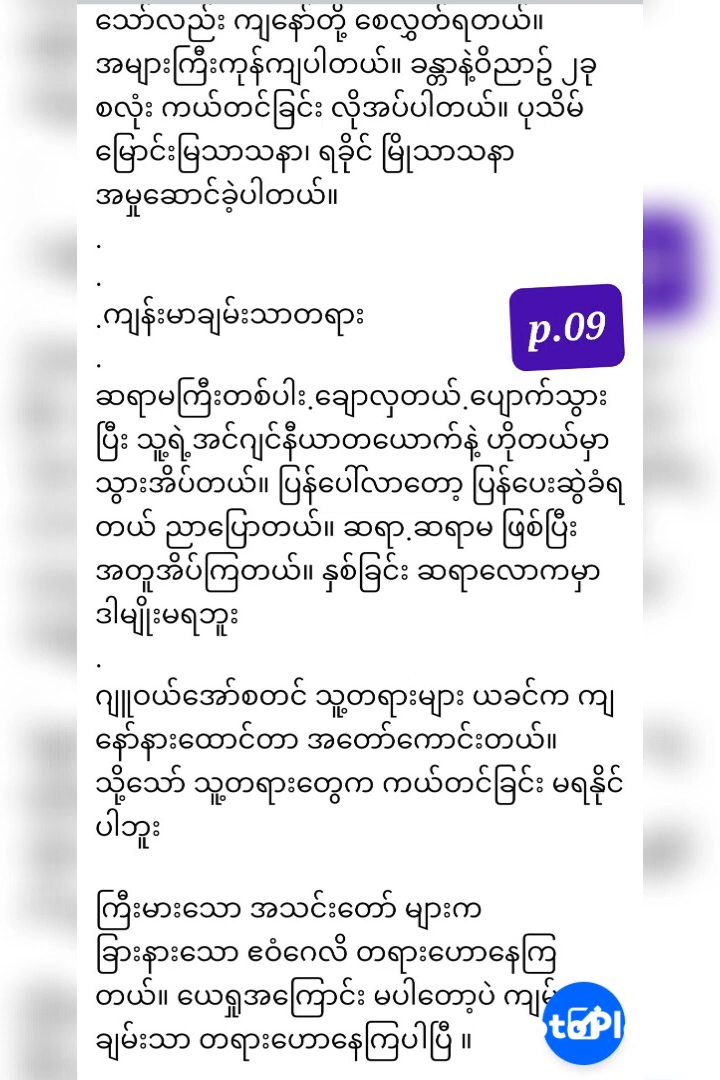 သော်လည်း ကျနော်တို့ စေလွှတ်ရတယ်။
အများကြီးကုန်ကျပါတယ်။ ခန္တာနဲ့ဝိညာဥ် ၂ခု
စလုံး ကယ်တင်ခြင်း လိုအပ်ပါတယ်။ ပုသိမ်
မြောင်းမြသာသနာ၊ ရခိုင် မြိုသာသနာ
အမှုဆောင်ခဲ့ပါတယ်။
.
.
.ကျန်းမာချမ်းသာတရား
p.09
.
ဆရာမကြီးတစ်ပါး.ချောလှတယ်.ပျောက်သွား
ပြီး သူ့ရဲ့အင်ဂျင်နီယာတယောက်နဲ့ ဟိုတယ်မှာ
သွားအိပ်တယ်။ ပြန်ပေါ်လာတော့ ပြန်ပေးဆွဲခံရ
တယ် ညာပြောတယ်။ ဆရာ.ဆရာမ ဖြစ်ပြီး
အတူအိပ်ကြတယ်။ နှစ်ခြင်း ဆရာလောကမှာ
ဒါမျိုးမရဘူး
.
ဂျူဝယ်အော်စတင် သူ့တရားများ ယခင်က ကျ
နော်နားထောင်တာ အတော်ကောင်းတယ်။
သို့သော် သူ့တရားတွေက ကယ်တင်ခြင်း မရနိုင်
ပါဘူး
ကြီးမားသော အသင်းတော် များက
ခြားနားသော ဧဝံဂေလိ တရားဟောနေကြ
တယ်။ ယေရှုအကြောင်း မပါတော့ပဲ
ချမ်းသာ တရားဟောနေကြပါပြီ ။